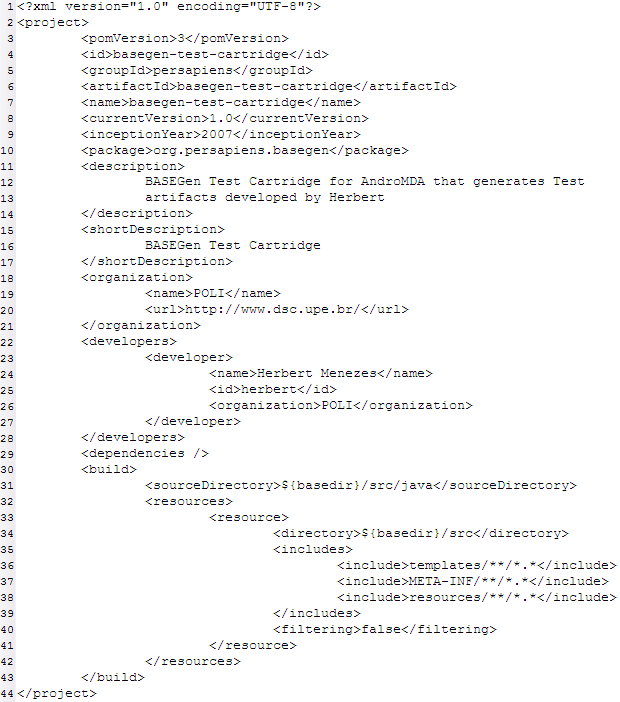 1 <?xml version="1.0" encoding="UTF-8"?>
2 <project>
3 <pomVersion>3</pomVersion>
4 <id>basegen-test-cartridge</id>
5 <groupId>persapiens</groupId>
6 <artifactId>basegen-test-cartridge</artifactId>
7 <name>basegen-test-cartridge</name>
8 <currentVersion>1.0</currentVersion>
9 <inceptionYear>2007</inceptionYear>
10 <package>org.persapiens.basegen</package>
11 <description>
12 BASEGen Test Cartridge for AndroMDA that generates Test
13 artifacts developed by Herbert
14 </description>
15 <shortDescription>
16 BASEGen Test Cartridge
17 </shortDescription>
18 <organization>
19 <name>POLI</name>
20 <url>http://www.dsc.upe.br/</url>
21 </organization>
22 <developers>
23 <developer>
24 <name>Herbert Menezes</name>
25 <id>herbert</id>
26 <organization>POLI</organization>
27 </developer>
28 </developers>
29 <dependencies />
30 <build>
31 <sourceDirectory>${basedir}/src/java</sourceDirectory>
32 <resources>
33 <resource>
34 <directory>${basedir}/src</directory>
35 <includes>
36 <include>templates/**/*.*</include>
37 <include>META-INF/**/*.*</include>
38 <include>resources/**/*.*</include>
39 </includes>
40 <filtering>false</filtering>
41 </resource>
42 </resources>
43 </build>
44 </project>